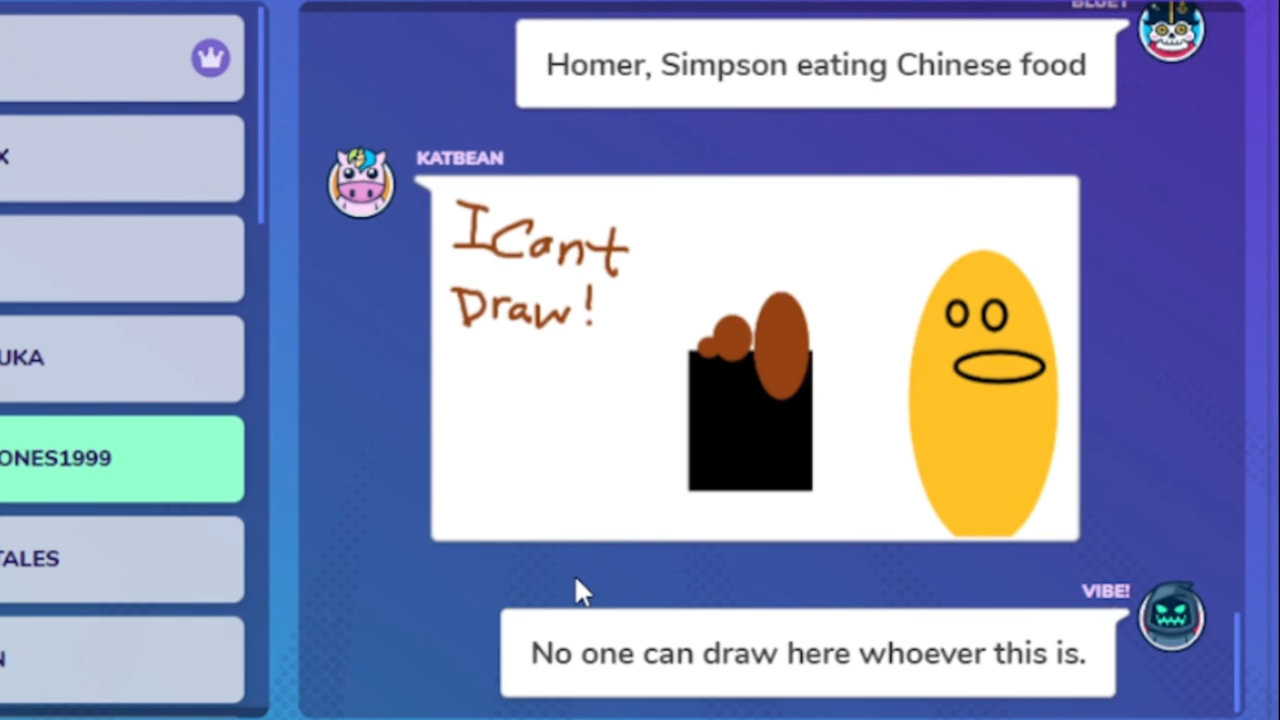 BLUEY
Homer, Simpson eating Chinese food
X
KATBEAN
I Cant
Draw!
UKA
ONES1999
TALES
VIBE!
N
No one can draw here whoever this is.